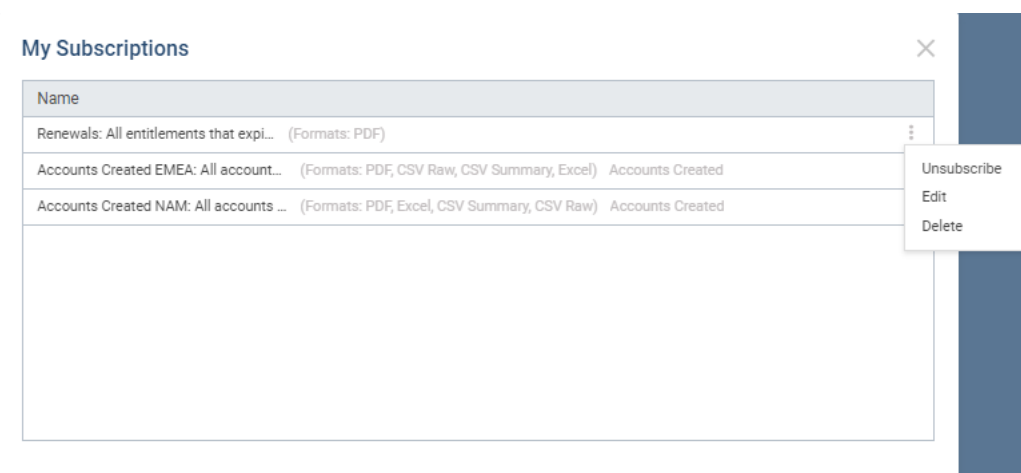 My Subscriptions
Name
Renewals: All entitlements that expi... (Formats: PDF)
Accounts Created EMEA: All account... (Formats: PDF, CSV Raw, CSV Summary, Excel) Accounts Created
Accounts Created NAM: All accounts ... (Formats: PDF, Excel, CSV Summary, CSV Raw) Accounts Created
Unsubscribe
Edit
Delete